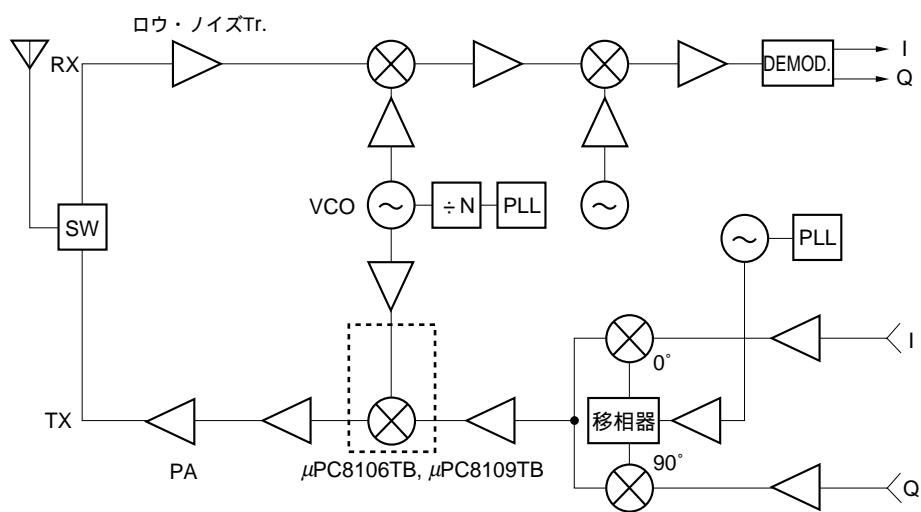 ロウ・ノイズTr.
RX
DEMOD.
I
Q
VCO
÷N
PLL
SW
PLL
I
0°
TX
移相器
PA
μPC8106TB, μPC8109TB
90°
Q